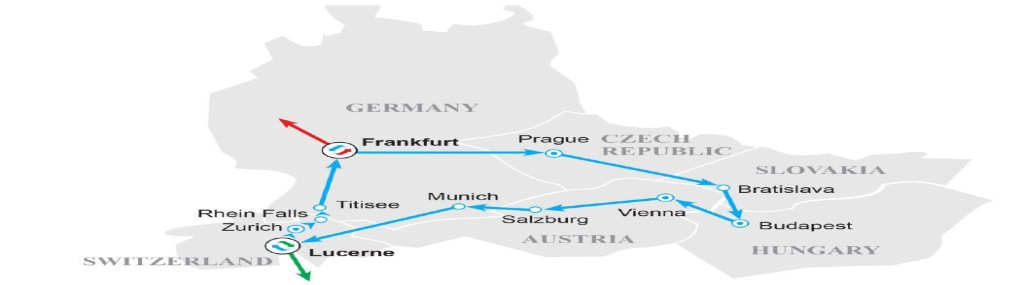 GERMANY
Frankfurt
Prague
CZECH
REPUBLIC
SLOVAKIA
Bratislava
Munich
Titisee
Rhein Falls
Zurich
Salzburg
Vienna
Budapest
AUSTRIA
HUNGARY
Lucerne
SWITZERLAND